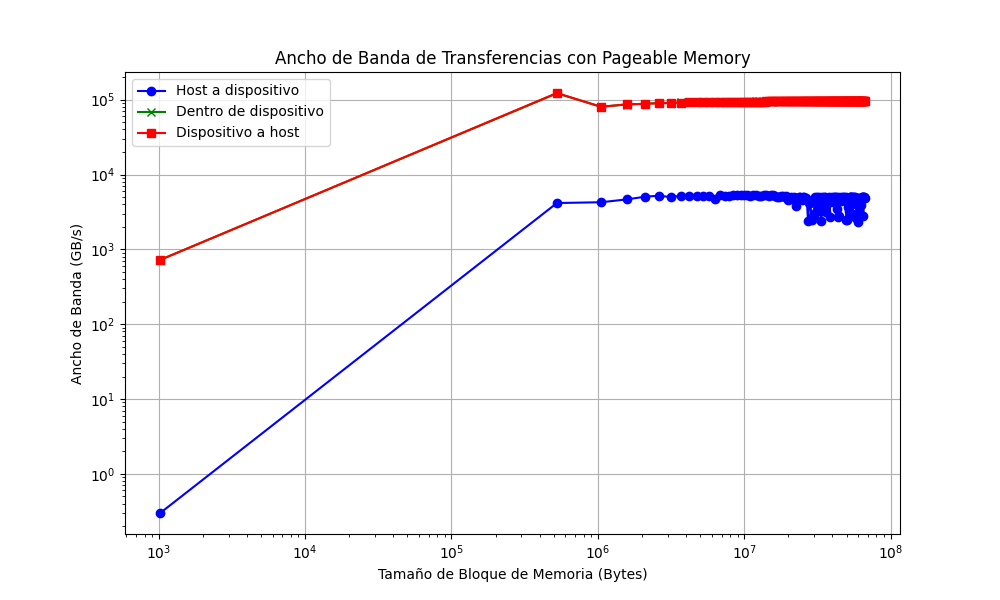 Ancho de Banda de Transferencias con Pageable Memory
Host a dispositivo
Dentro de dispositivo
Dispositivo a host
Ancho de Banda (GB/s)
10⁵
10⁴
10³
10²
10¹
10⁰
10³ 10⁴ 10⁵ 10⁶ 10⁷ 10⁸
Tamaño de Bloque de Memoria (Bytes)